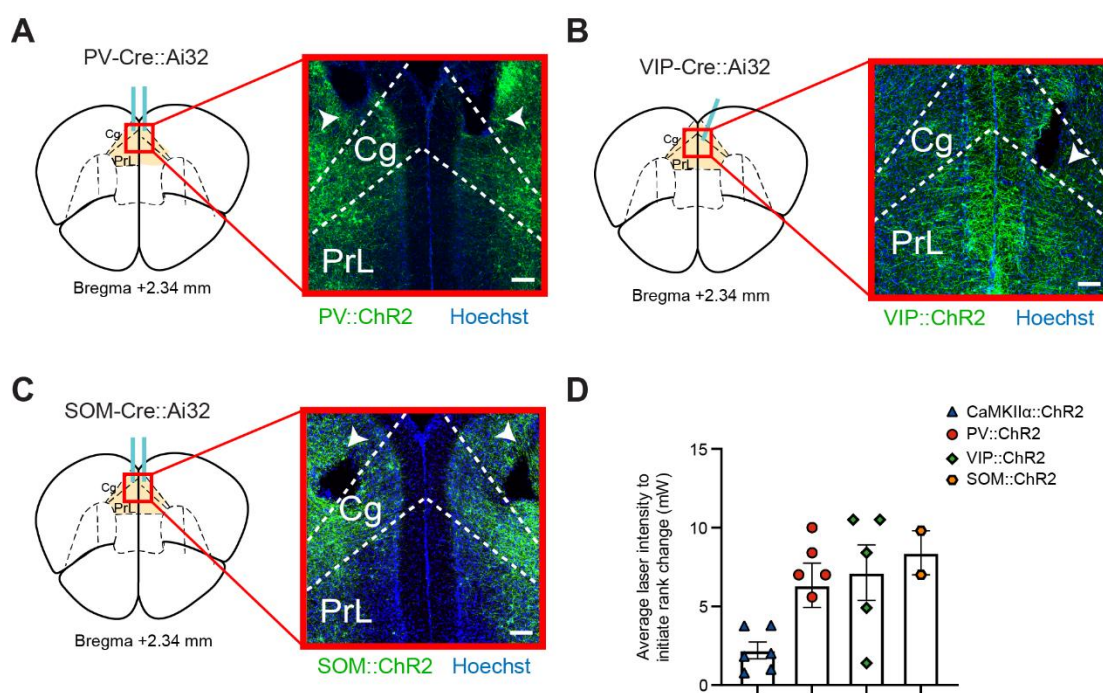 A
PV-Cre::Ai32
Cg
PrL
Bregma +2.34 mm
Cg
PrL
PV::ChR2 Hoechst
B
VIP-Cre::Ai32
Cg
PrL
Bregma +2.34 mm
Cg
PrL
VIP::ChR2 Hoechst
C
SOM-Cre::Ai32
Cg
PrL
Bregma +2.34 mm
Cg
PrL
SOM::ChR2 Hoechst
D
CaMKIIα::ChR2
PV::ChR2
VIP::ChR2
SOM::ChR2
Average laser intensity to
initiate rank change (mW)
15
10
5
0